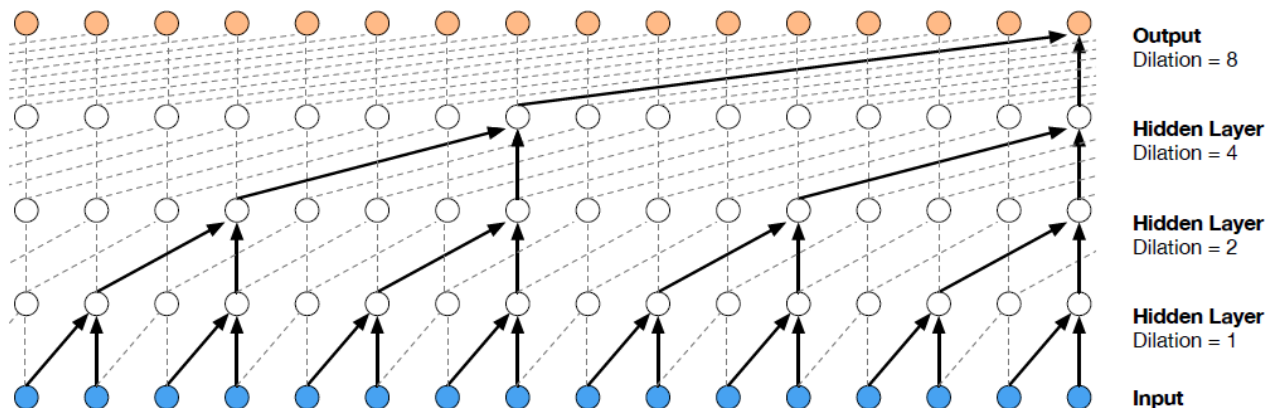 Output
Dilation = 8
Hidden Layer
Dilation = 4
Hidden Layer
Dilation = 2
Hidden Layer
Dilation = 1
Input